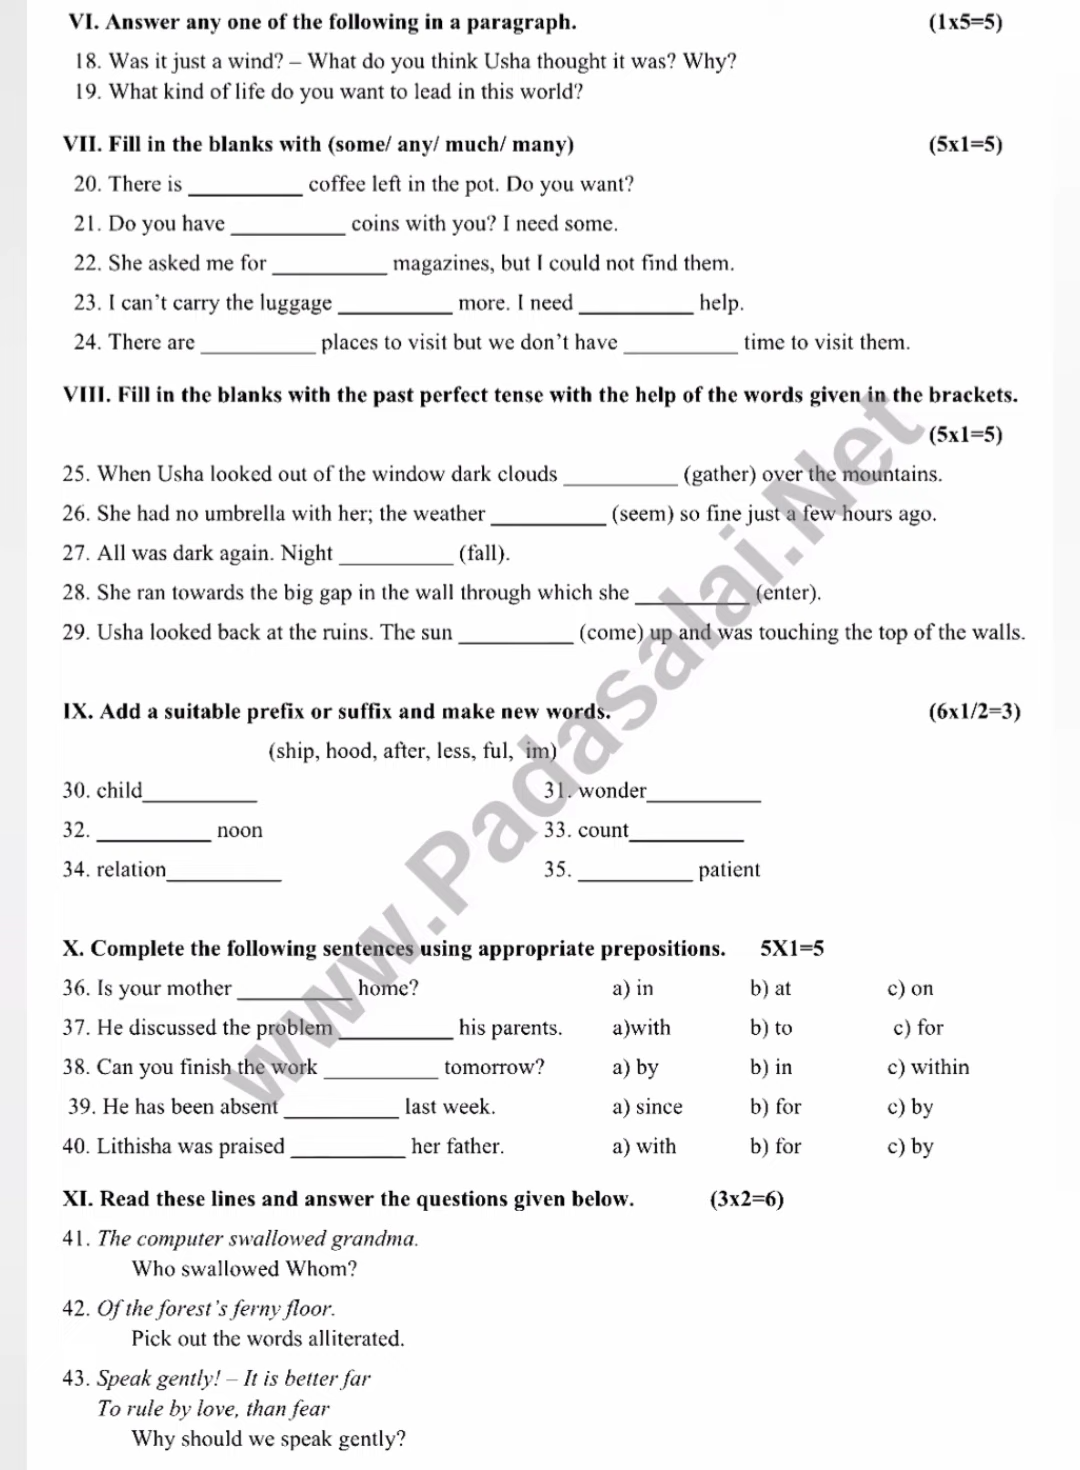 VI. Answer any one of the following in a paragraph. (1x5=5)
18. Was it just a wind? – What do you think Usha thought it was? Why?
19. What kind of life do you want to lead in this world?
VII. Fill in the blanks with (some/ any/ much/ many) (5x1=5)
20. There is __________ coffee left in the pot. Do you want?
21. Do you have __________ coins with you? I need some.
22. She asked me for __________ magazines, but I could not find them.
23. I can't carry the luggage __________ more. I need __________ help.
24. There are __________ places to visit but we don't have __________ time to visit them.
VIII. Fill in the blanks with the past perfect tense with the help of the words given in the brackets.
(5x1=5)
25. When Usha looked out of the window dark clouds __________ (gather) over the mountains.
26. She had no umbrella with her; the weather __________ (seem) so fine just a few hours ago.
27. All was dark again. Night __________ (fall).
28. She ran towards the big gap in the wall through which she __________ (enter).
29. Usha looked back at the ruins. The sun __________ (come) up and was touching the top of the walls.
IX. Add a suitable prefix or suffix and make new words. (6x1/2=3)
(ship, hood, after, less, ful, im)
30. child__________ 31. wonder__________
32. __________ noon 33. count__________
34. relation__________ 35. __________ patient
X. Complete the following sentences using appropriate prepositions. 5X1=5
36. Is your mother __________ home? a) in b) at c) on
37. He discussed the problem __________ his parents. a)with b) to c) for
38. Can you finish the work __________ tomorrow? a) by b) in c) within
39. He has been absent __________ last week. a) since b) for c) by
40. Lithisha was praised __________ her father. a) with b) for c) by
XI. Read these lines and answer the questions given below. (3x2=6)
41. The computer swallowed grandma.
Who swallowed Whom?
42. Of the forest's ferny floor.
Pick out the words alliterated.
43. Speak gently! – It is better far
To rule by love, than fear
Why should we speak gently?
www.Padasalai.Net